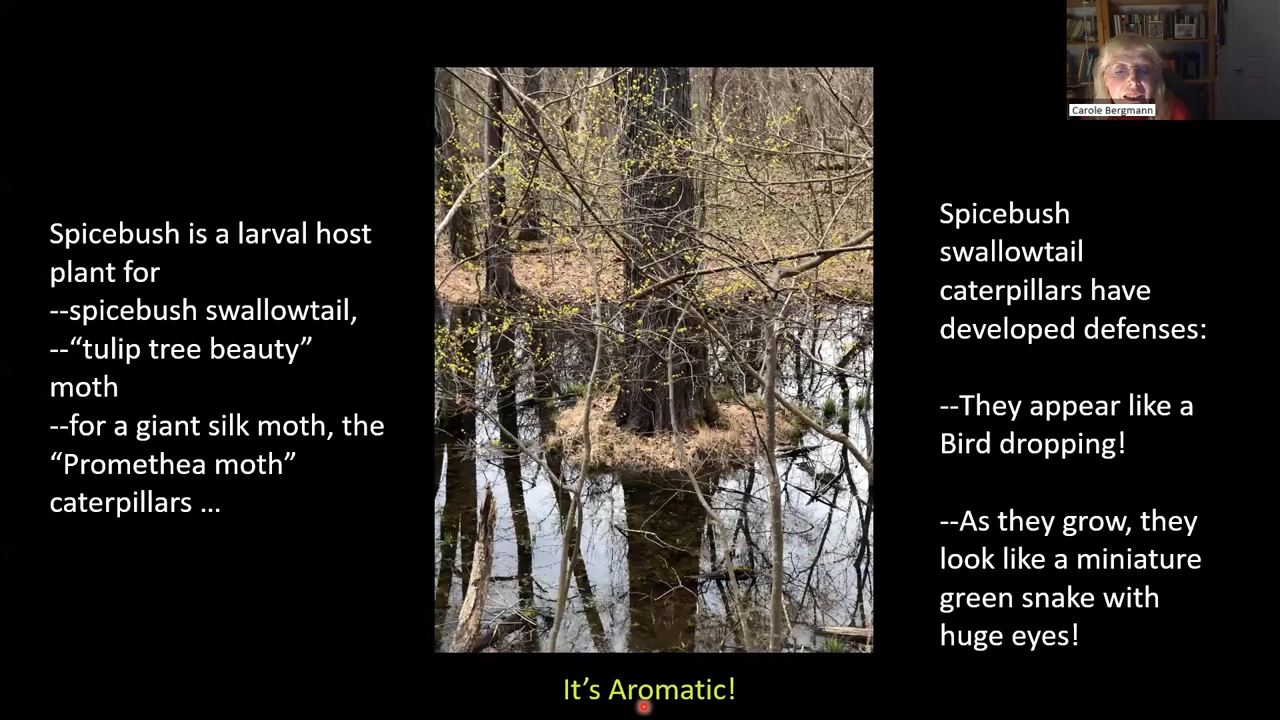 Carole Bergmann
Spicebush is a larval host
plant for
--spicebush swallowtail,
--“tulip tree beauty”
moth
--for a giant silk moth, the
“Promethea moth”
caterpillars …
Spicebush
swallowtail
caterpillars have
developed defenses:
--They appear like a
Bird dropping!
--As they grow, they
look like a miniature
green snake with
huge eyes!
It’s Aromatic!